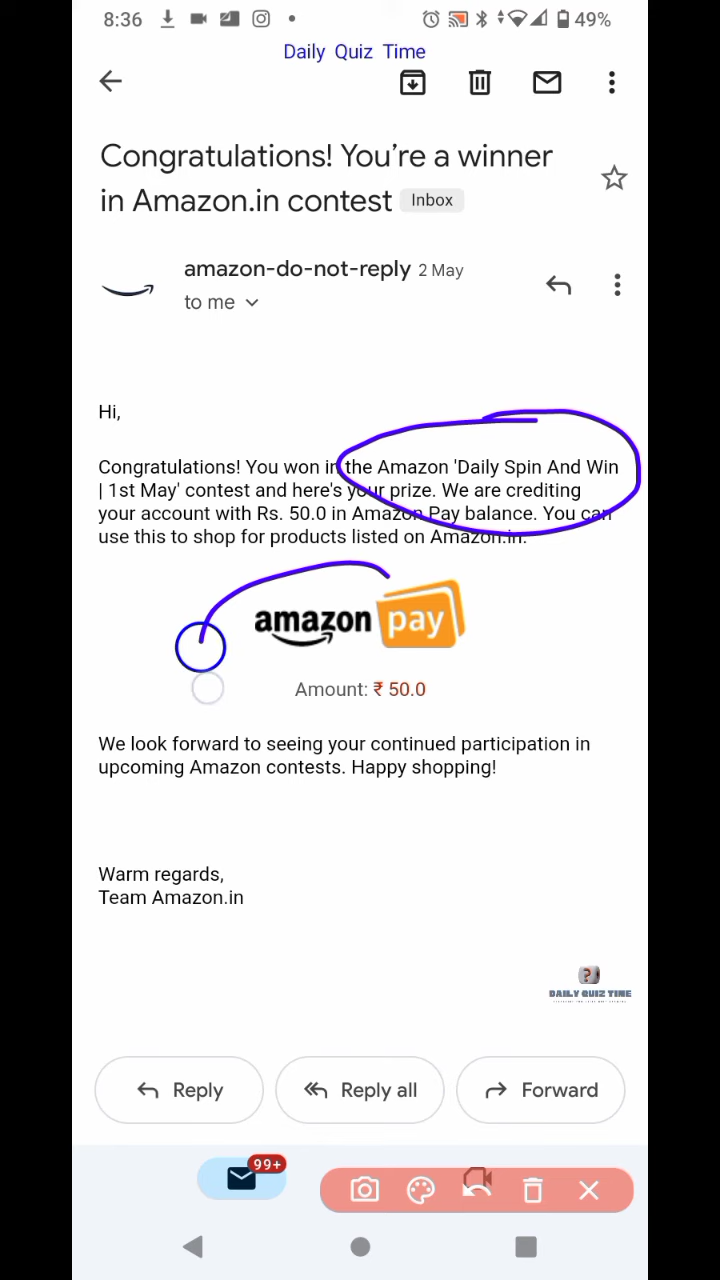 8:36
49%
Daily Quiz Time
Congratulations! You’re a winner
in Amazon.in contest Inbox
amazon-do-not-reply 2 May
to me
Hi,
Congratulations! You won in the Amazon 'Daily Spin And Win
| 1st May' contest and here's your prize. We are crediting
your account with Rs. 50.0 in Amazon Pay balance. You can
use this to shop for products listed on Amazon.in.
amazon pay
Amount: ₹ 50.0
We look forward to seeing your continued participation in
upcoming Amazon contests. Happy shopping!
Warm regards,
Team Amazon.in
DAILY QUIZ TIME
Reply Reply all Forward
99+